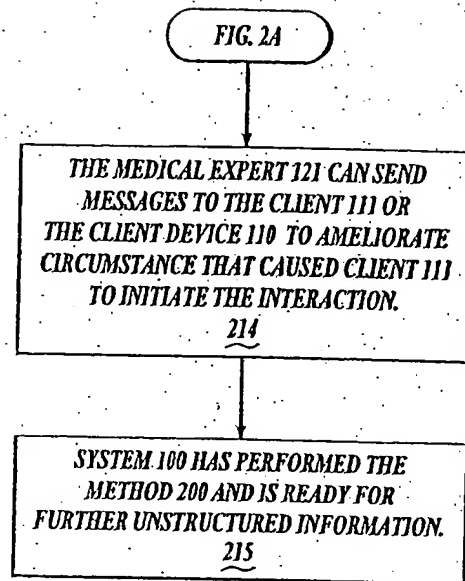 FIG. 2A
THE MEDICAL EXPERT 121 CAN SEND
MESSAGES TO THE CLIENT 111 OR
THE CLIENT DEVICE 110 TO AMELIORATE
CIRCUMSTANCE THAT CAUSED CLIENT 111
TO INITIATE THE INTERACTION.
214
SYSTEM 100 HAS PERFORMED THE
METHOD 200 AND IS READY FOR
FURTHER UNSTRUCTURED INFORMATION.
215